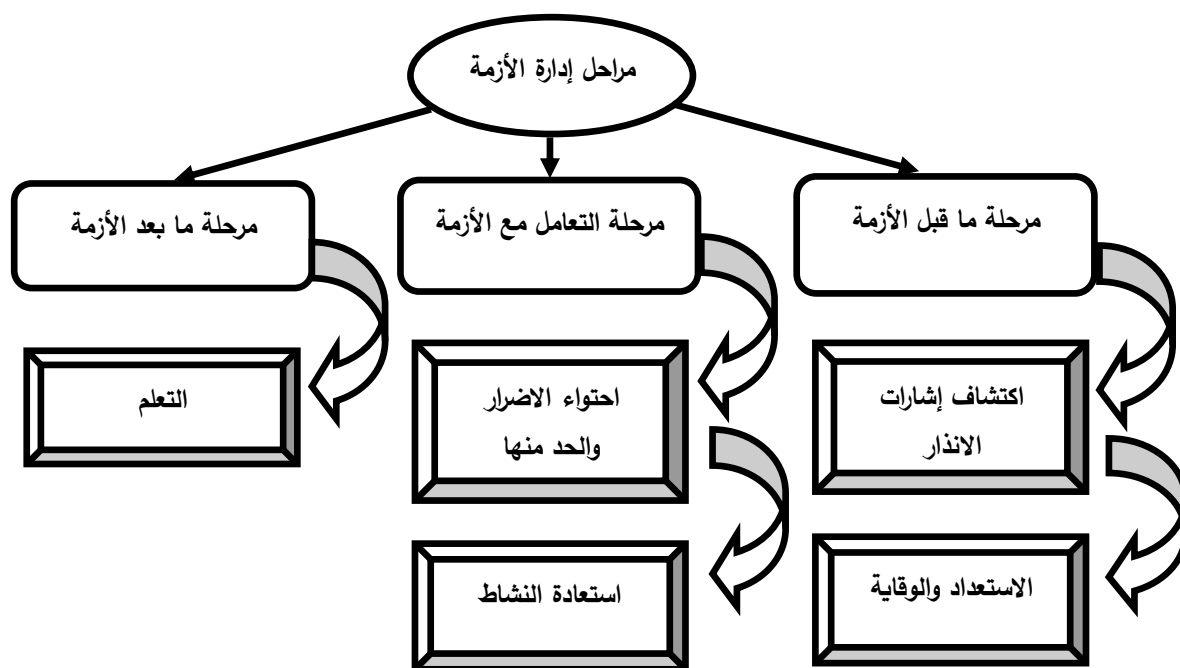 مراحل إدارة الأزمة
مرحلة ما قبل الأزمة
مرحلة التعامل مع الأزمة
مرحلة ما بعد الأزمة
اكتشاف إشارات
الانذار
احتواء الاضرار
والحد منها
التعلم
الاستعداد والوقاية
استعادة النشاط